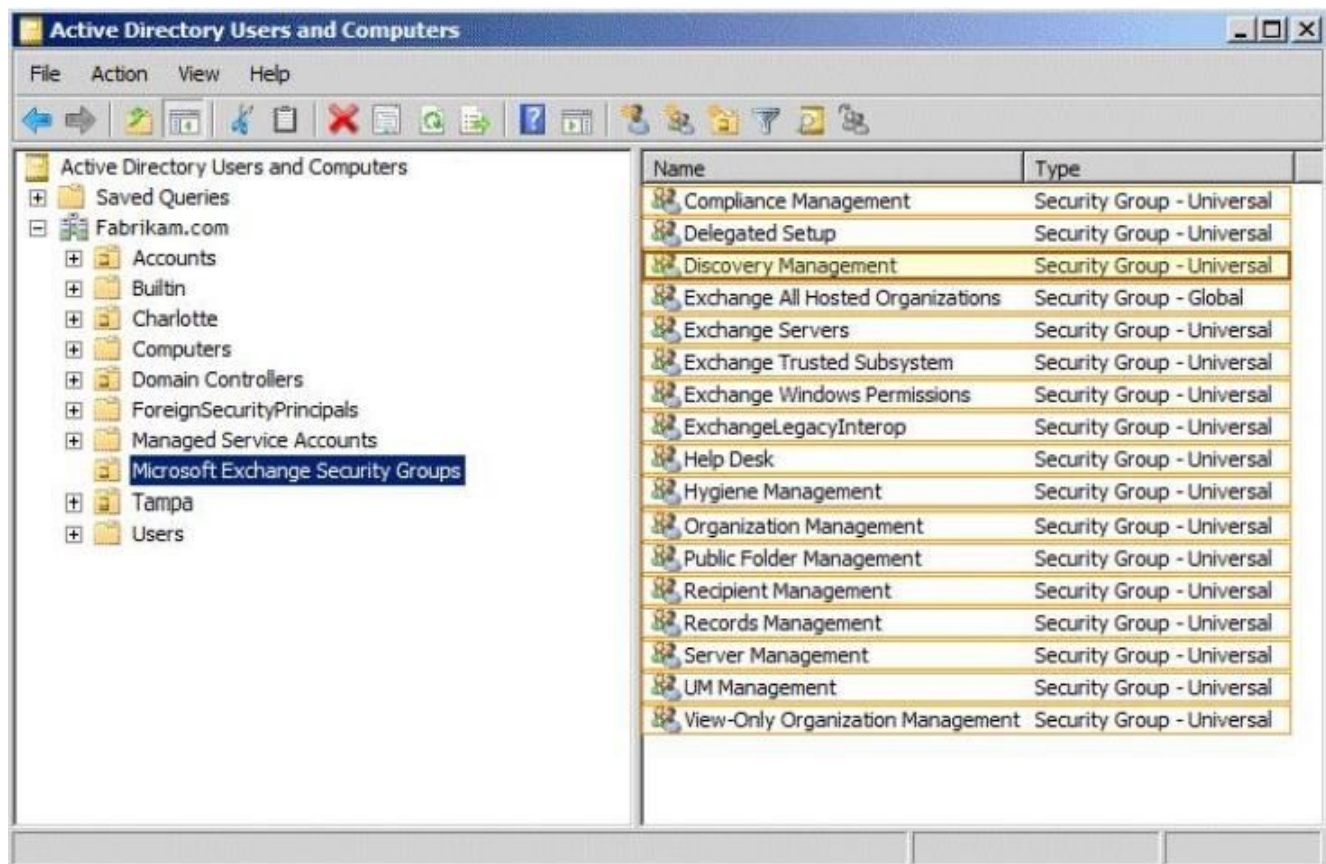 Active Directory Users and Computers
File Action View Help
Active Directory Users and Computers
Saved Queries
Fabrikam.com
Accounts
Builtin
Charlotte
Computers
Domain Controllers
ForeignSecurityPrincipals
Managed Service Accounts
Microsoft Exchange Security Groups
Tampa
Users
Name Type
Compliance Management Security Group - Universal
Delegated Setup Security Group - Universal
Discovery Management Security Group - Universal
Exchange All Hosted Organizations Security Group - Global
Exchange Servers Security Group - Universal
Exchange Trusted Subsystem Security Group - Universal
Exchange Windows Permissions Security Group - Universal
ExchangeLegacyInterop Security Group - Universal
Help Desk Security Group - Universal
Hygiene Management Security Group - Universal
Organization Management Security Group - Universal
Public Folder Management Security Group - Universal
Recipient Management Security Group - Universal
Records Management Security Group - Universal
Server Management Security Group - Universal
UM Management Security Group - Universal
View-Only Organization Management Security Group - Universal